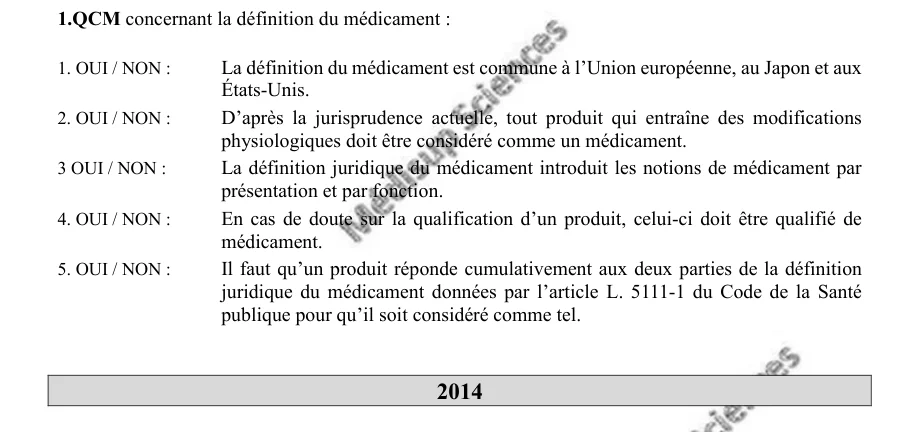 1.QCM concernant la définition du médicament :
1. OUI / NON : La définition du médicament est commune à l'Union européenne, au Japon et aux
États-Unis.
2. OUI / NON : D'après la jurisprudence actuelle, tout produit qui entraîne des modifications
physiologiques doit être considéré comme un médicament.
3 OUI / NON : La définition juridique du médicament introduit les notions de médicament par
présentation et par fonction.
4. OUI / NON : En cas de doute sur la qualification d'un produit, celui-ci doit être qualifié de
médicament.
5. OUI / NON : Il faut qu'un produit réponde cumulativement aux deux parties de la définition
juridique du médicament données par l'article L. 5111-1 du Code de la Santé
publique pour qu'il soit considéré comme tel.
Medisup Sciences
2014
ciences